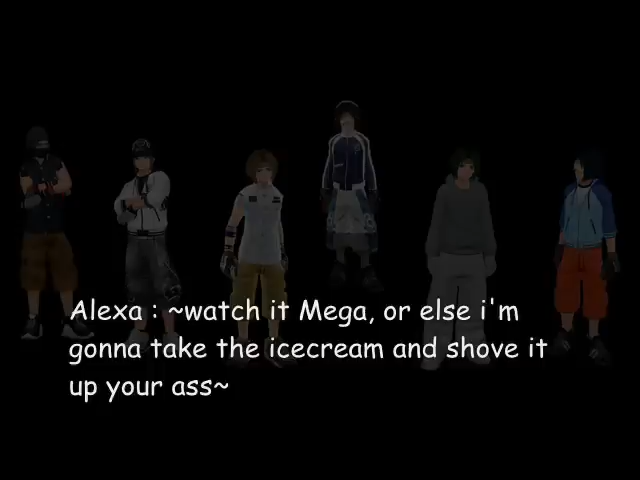 Alexa : ~watch it Mega, or else i'm
gonna take the icecream and shove it
up your ass~